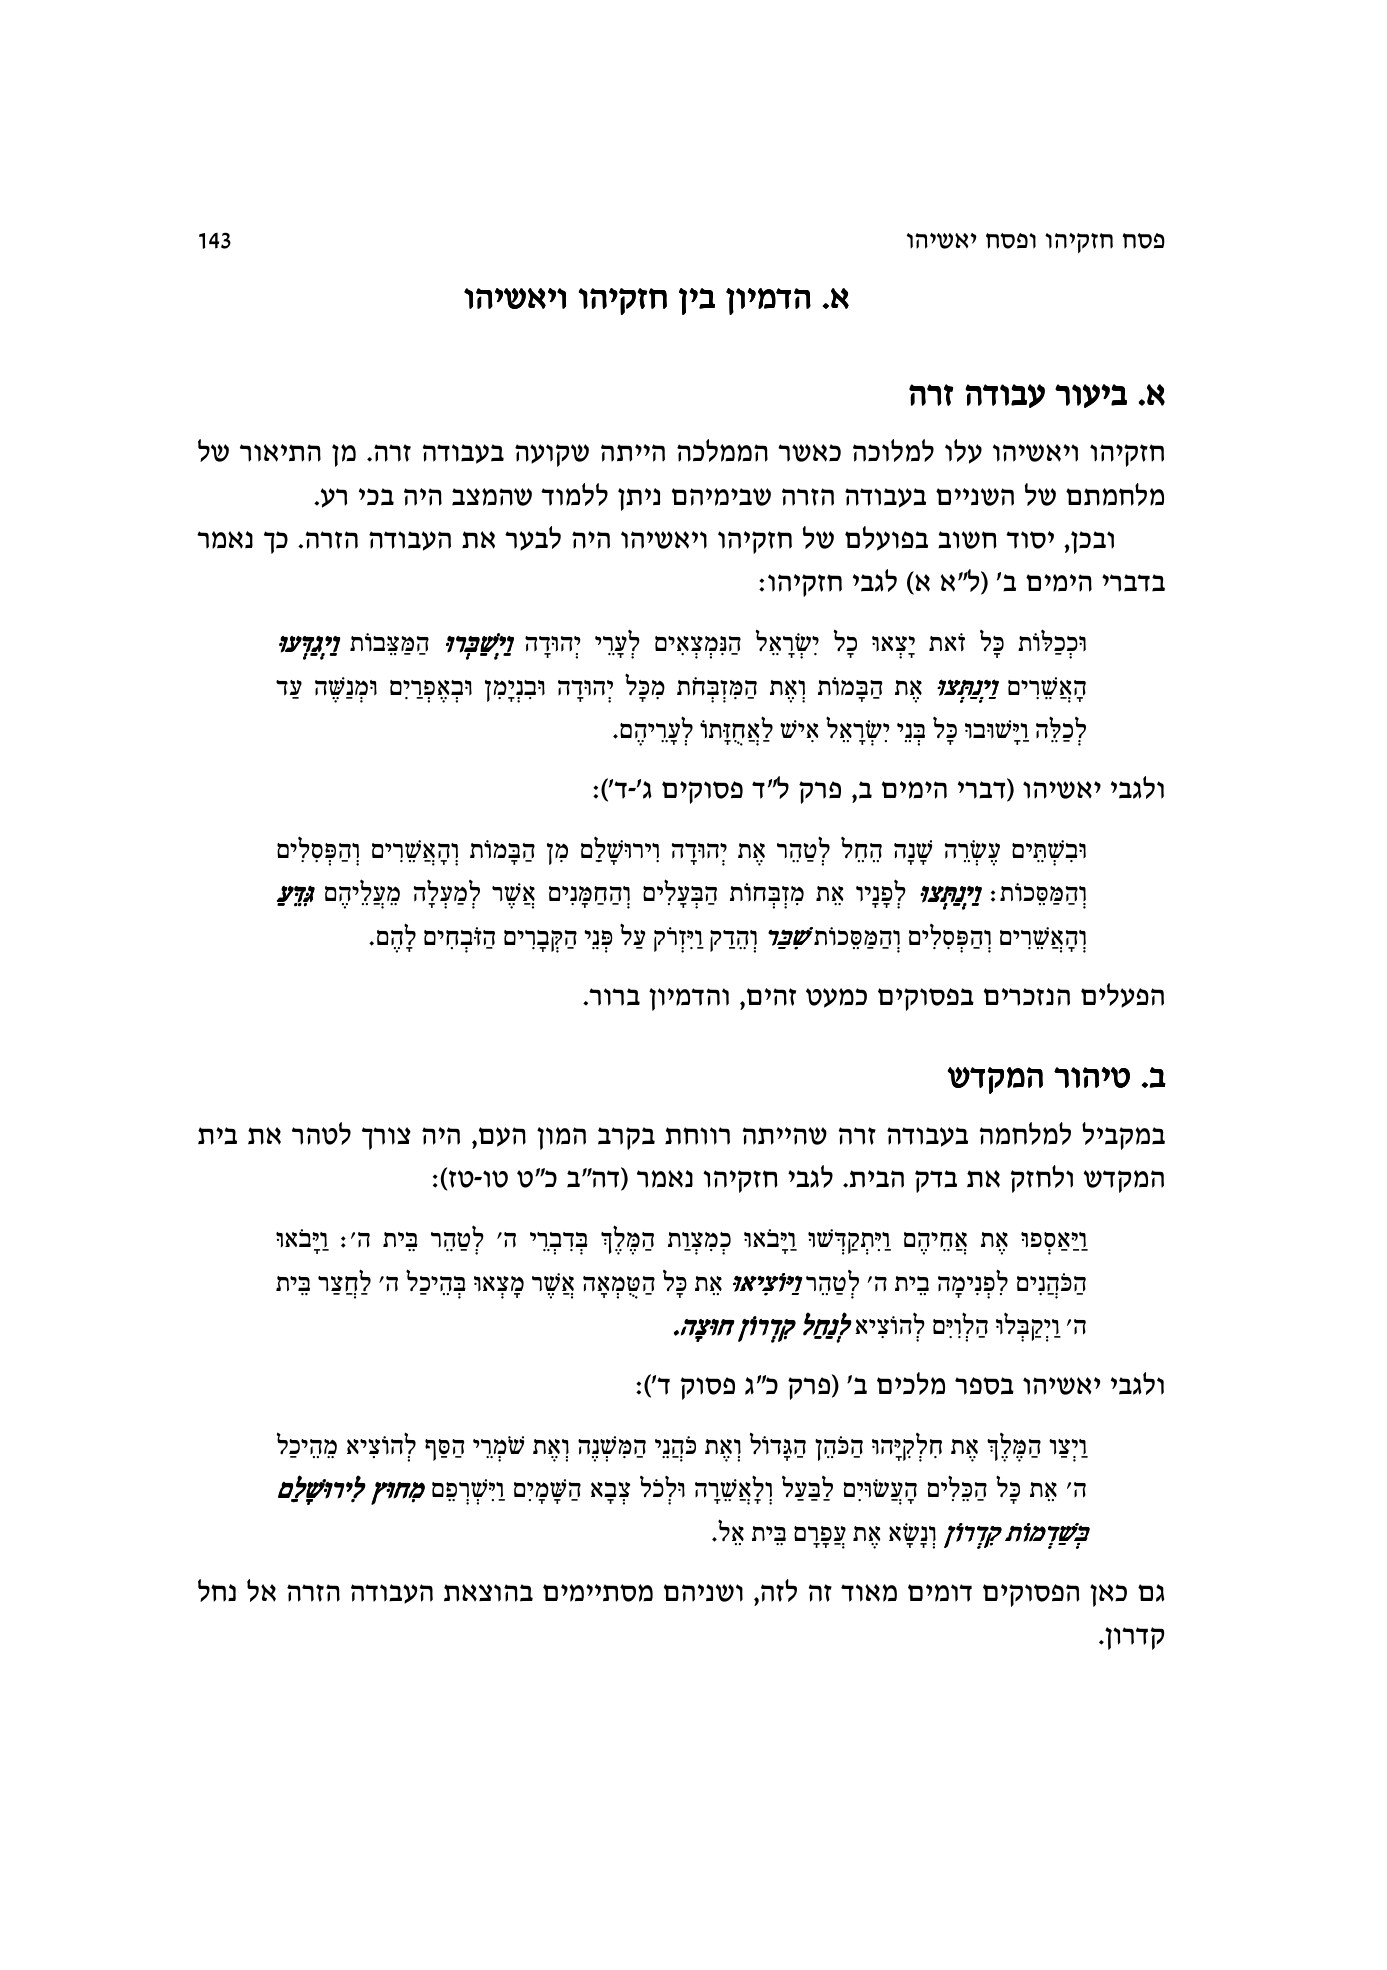 פסח חזקיהו ופסח יאשיהו 143
א. הדמיון בין חזקיהו ויאשיהו
א. ביעור עבודה זרה
חזקיהו ויאשיהו עלו למלוכה כאשר הממלכה הייתה שקועה בעבודה זרה. מן התיאור של
מלחמתם של השניים בעבודה הזרה שבימיהם ניתן ללמוד שהמצב היה בכי רע.
ובכן, יסוד חשוב בפועלם של חזקיהו ויאשיהו היה לבער את העבודה הזרה. כך נאמר
בדברי הימים ב' (ל"א א) לגבי חזקיהו:
וּכְכַלּוֹת כָּל זֹאת יָצְאוּ כָל יִשְׂרָאֵל הַנִּמְצְאִים לְעָרֵי יְהוּדָה וַיְשַׁבְּרוּ הַמַּצֵּבוֹת וַיְגַדְּעוּ
הָאֲשֵׁרִים וַיְנַתְּצוּ אֶת הַבָּמוֹת וְאֶת הַמִּזְבְּחֹת מִכָּל יְהוּדָה וּבִנְיָמִן וּבְאֶפְרַיִם וּמְנַשֶּׁה עַד
לְכַלֵּה וַיָּשׁוּבוּ כָּל בְּנֵי יִשְׂרָאֵל אִישׁ לַאֲחֻזָּתוֹ לְעָרֵיהֶם.
ולגבי יאשיהו (דברי הימים ב, פרק ל"ד פסוקים ג'-ד'):
וּבִשְׁתֵּים עֶשְׂרֵה שָׁנָה הֵחֵל לְטַהֵר אֶת יְהוּדָה וִירוּשָׁלַם מִן הַבָּמוֹת וְהָאֲשֵׁרִים וְהַפְּסִלִים
וְהַמַּסֵּכוֹת: וַיְנַתְּצוּ לְפָנָיו אֵת מִזְבְּחוֹת הַבְּעָלִים וְהַחַמָּנִים אֲשֶׁר לְמַעְלָה מֵעֲלֵיהֶם גִּדֵּעַ
וְהָאֲשֵׁרִים וְהַפְּסִלִים וְהַמַּסֵּכוֹת שִׁבַּר וְהֵדַק וַיִּזְרֹק עַל פְּנֵי הַקְּבָרִים הַזֹּבְחִים לָהֶם.
הפעלים הנזכרים בפסוקים כמעט זהים, והדמיון ברור.
ב. טיהור המקדש
במקביל למלחמה בעבודה זרה שהייתה רווחת בקרב המון העם, היה צורך לטהר את בית
המקדש ולחזק את בדק הבית. לגבי חזקיהו נאמר (דה"ב כ"ט טו-טז):
וַיַּאַסְפוּ אֶת אֲחֵיהֶם וַיִּתְקַדְּשׁוּ וַיָּבֹאוּ כְמִצְוַת הַמֶּלֶךְ בְּדִבְרֵי ה' לְטַהֵר בֵּית ה': וַיָּבֹאוּ
הַכֹּהֲנִים לִפְנִימָה בֵית ה' לְטַהֵר וַיּוֹצִיאוּ אֵת כָּל הַטֻּמְאָה אֲשֶׁר מָצְאוּ בְּהֵיכַל ה' לַחֲצַר בֵּית
ה' וַיְקַבְּלוּ הַלְוִיִּם לְהוֹצִיא לְנַחַל קִדְרוֹן חוּצָה.
ולגבי יאשיהו בספר מלכים ב' (פרק כ"ג פסוק ד'):
וַיְצַו הַמֶּלֶךְ אֶת חִלְקִיָּהוּ הַכֹּהֵן הַגָּדוֹל וְאֶת כֹּהֲנֵי הַמִּשְׁנֶה וְאֶת שֹׁמְרֵי הַסַּף לְהוֹצִיא מֵהֵיכַל
ה' אֵת כָּל הַכֵּלִים הָעֲשׂוּיִם לַבַּעַל וְלָאֲשֵׁרָה וּלְכֹל צְבָא הַשָּׁמָיִם וַיִּשְׂרְפֵם מִחוּץ לִירוּשָׁלַם
בְּשַׁדְמוֹת קִדְרוֹן וְנָשָׂא אֶת עֲפָרָם בֵּית אֵל.
גם כאן הפסוקים דומים מאוד זה לזה, ושניהם מסתיימים בהוצאת העבודה הזרה אל נחל
קדרון.